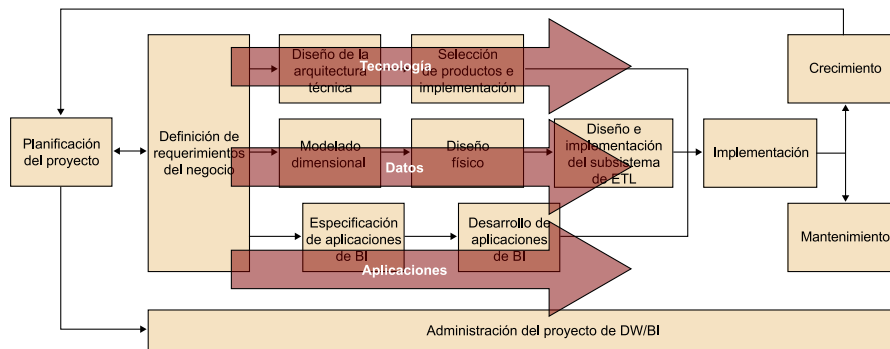 Planificación
del proyecto
Definición de
requerimientos
del negocio
Diseño de la
arquitectura
técnica
Tecnología
Selección
de productos e
implementación
Modelado
dimensional
Datos
Diseño
físico
Diseño e
implementación
del subsistema
de ETL
Especificación
de aplicaciones
de BI
Aplicaciones
Desarrollo de
aplicaciones
de BI
Implementación
Crecimiento
Mantenimiento
Administración del proyecto de DW/BI